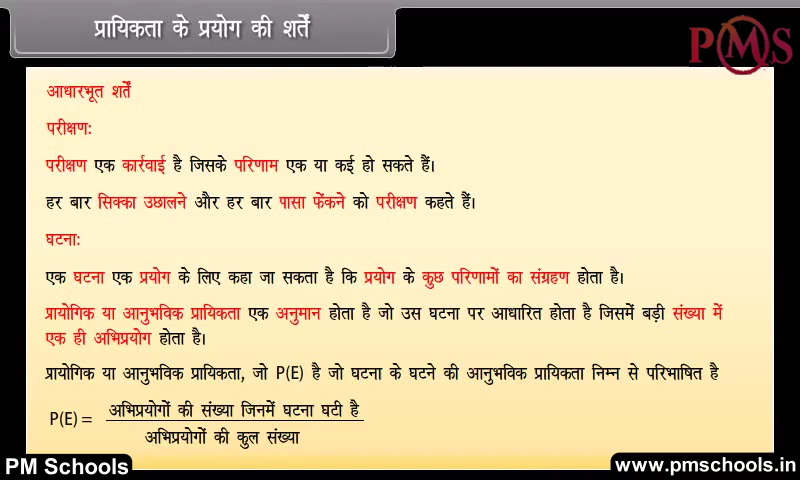 प्रायिकता के प्रयोग की शर्तें
PMS
आधारभूत शर्तें
परीक्षण:
परीक्षण एक कार्रवाई है जिसके परिणाम एक या कई हो सकते हैं।
हर बार सिक्का उछालने और हर बार पासा फेंकने को परीक्षण कहते हैं।
घटना:
एक घटना एक प्रयोग के लिए कहा जा सकता है कि प्रयोग के कुछ परिणामों का संग्रहण होता है।
प्रायोगिक या आनुभविक प्रायिकता एक अनुमान होता है जो उस घटना पर आधारित होता है जिसमें बड़ी संख्या में
एक ही अभिप्रयोग होता है।
प्रायोगिक या आनुभविक प्रायिकता, जो P(E) है जो घटना के घटने की आनुभविक प्रायिकता निम्न से परिभाषित है
P(E) = अभिप्रयोगों की संख्या जिनमें घटना घटी है
अभिप्रयोगों की कुल संख्या
PM Schools
www.pmschools.in